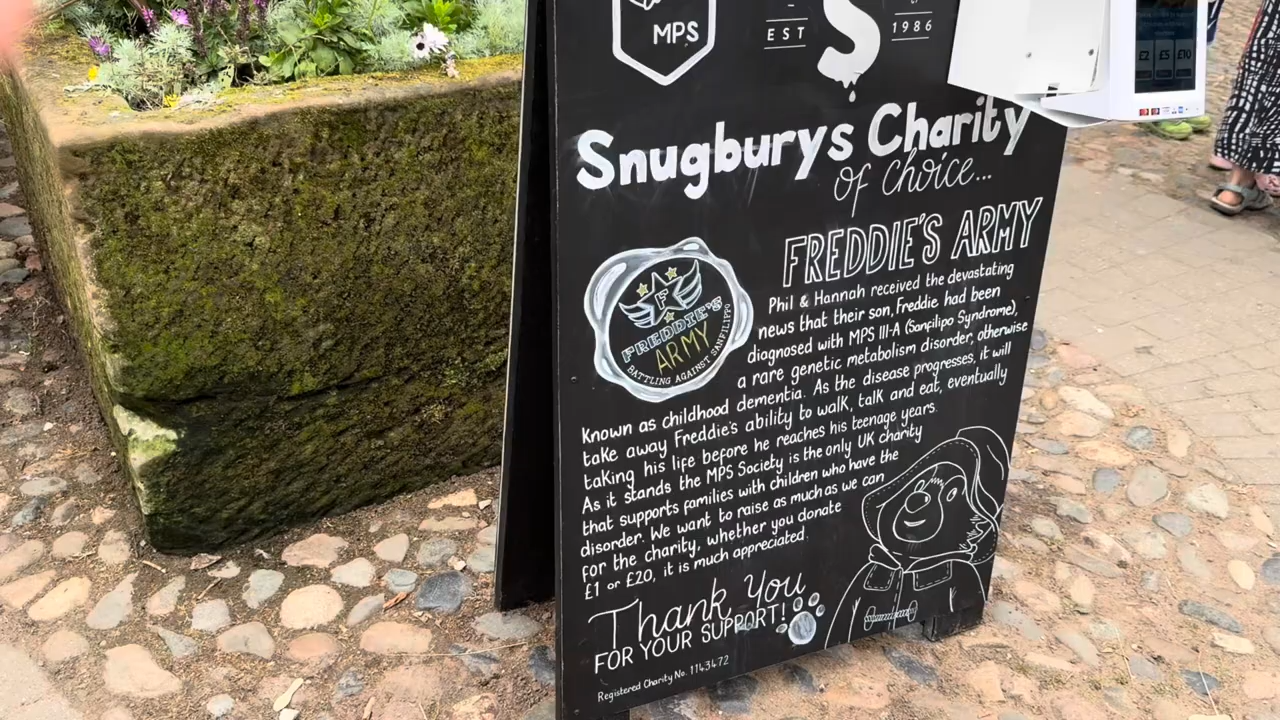 MPS
EST
1986
S
£2 £5 £10
Snugburys Charity
of choice...
FREDDIE'S ARMY
F
FREDDIE'S
ARMY
BATTLING AGAINST SANFILIPPO
Phil & Hannah received the devastating
news that their son, Freddie had been
diagnosed with MPS III-A (Sanfilipo Syndrome),
a rare genetic metabolism disorder, otherwise
Known as childhood dementia. As the disease progresses, it will
take away Freddie's ability to walk, talk and eat, eventually
taking his life before he reaches his teenage years.
As it stands the MPS Society is the only UK charity
that supports families with children who have the
disorder. We want to raise as much as we can
for the charity, whether you donate
£1 or £20, it is much appreciated.
Thank You
FOR YOUR SUPPORT!
Registered Charity No. 1143472